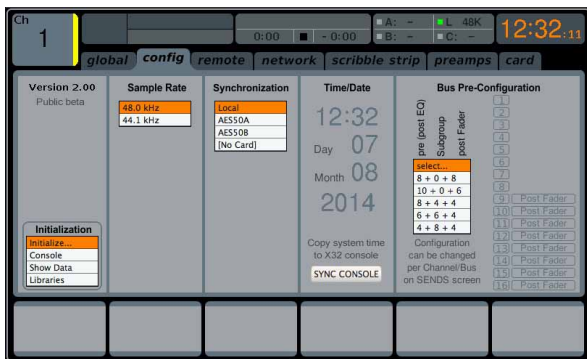 Ch
1
0:00 - 0:00
A: - L 48K
B: - C: -
12:32:11
global config remote network scribble strip preamps card
Version 2.00
Public beta
Initialization
Initialize...
Console
Show Data
Libraries
Sample Rate
48.0 kHz
44.1 kHz
Synchronization
Local
AES50A
AES50B
[No Card]
Time/Date
12:32
Day 07
Month 08
2014
Copy system time
to X32 console
SYNC CONSOLE
Bus Pre-Configuration
pre (post EQ)
Subgroup
post Fader
select...
8 + 0 + 8
10 + 0 + 6
8 + 4 + 4
6 + 6 + 4
4 + 8 + 4
Configuration
can be changed
per Channel/Bus
on SENDS screen
1
2
3
4
5
6
7
8
9 Post Fader
10 Post Fader
11 Post Fader
12 Post Fader
13 Post Fader
14 Post Fader
15 Post Fader
16 Post Fader